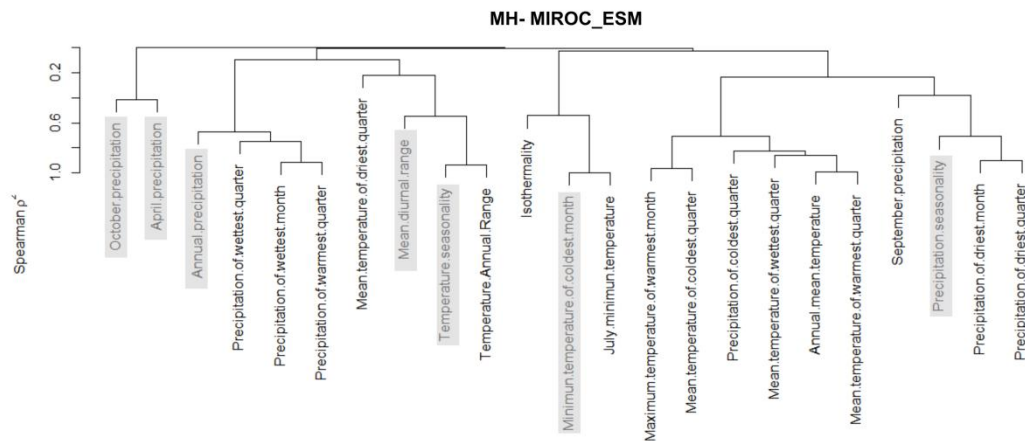 MH- MIROC_ESM
Spearman ρ²
0.2
0.6
1.0
October.precipitation
April.precipitation
Annual.precipitation
Precipitation.of.wettest.quarter
Precipitation.of.wettest.month
Precipitation.of.warmest.quarter
Mean.temperature.of.driest.quarter
Mean.diurnal.range
Temperature.seasonality
Temperature.Annual.Range
Isothermality
Minimun.temperature.of.coldest.month
July.minimun.temperature
Maximum.temperature.of.warmest.month
Mean.temperature.of.coldest.quarter
Precipitation.of.coldest.quarter
Mean.temperature.of.wettest.quarter
Annual.mean.temperature
Mean.temperature.of.warmest.quarter
September.precipitation
Precipitation.seasonality
Precipitation.of.driest.month
Precipitation.of.driest.quarter